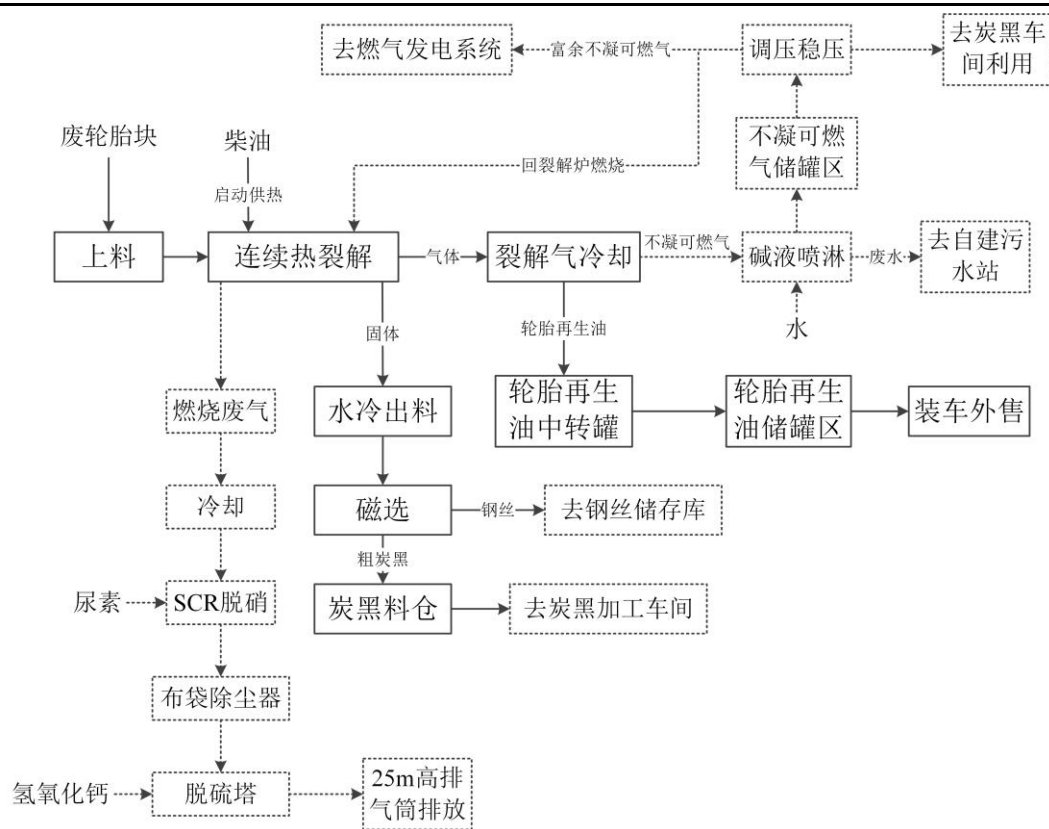 去燃气发电系统
富余不凝可燃气
调压稳压
去炭黑车
间利用
废轮胎块
柴油
启动供热
回裂解炉燃烧
不凝可燃
气储罐区
上料
连续热裂解
气体
裂解气冷却
不凝可燃气
碱液喷淋
废水
去自建污
水站
固体
轮胎再生油
水
燃烧废气
水冷出料
轮胎再生
油中转罐
轮胎再生
油储罐区
装车外售
冷却
磁选
钢丝
去钢丝储存库
粗炭黑
尿素
SCR脱硝
炭黑料仓
去炭黑加工车间
布袋除尘器
氢氧化钙
脱硫塔
25m高排
气筒排放